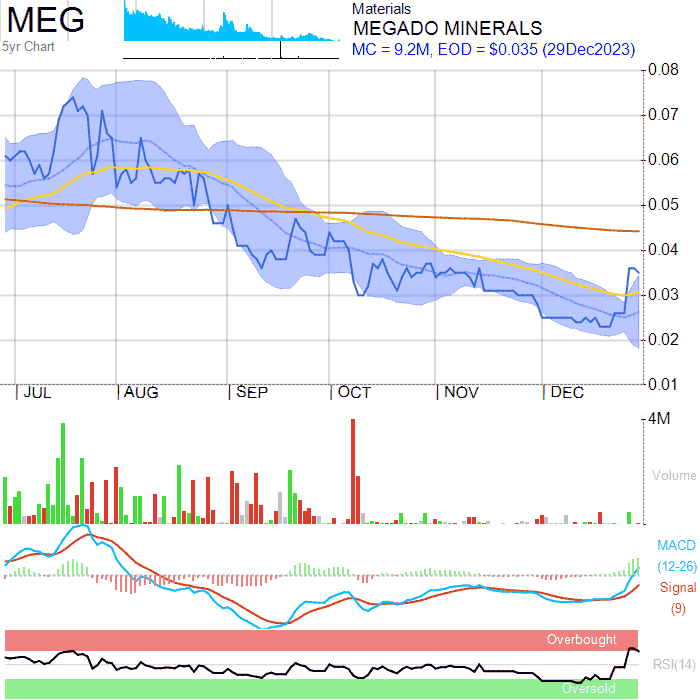 MEG
5yr Chart
Materials
MEGADO MINERALS
MC = 9.2M, EOD = $0.035 (29Dec2023)
0.08
0.07
0.06
0.05
0.04
0.03
0.02
0.01
JUL AUG SEP OCT NOV DEC
4M
Volume
MACD
(12-26)
Signal
(9)
Overbought
RSI(14)
Oversold